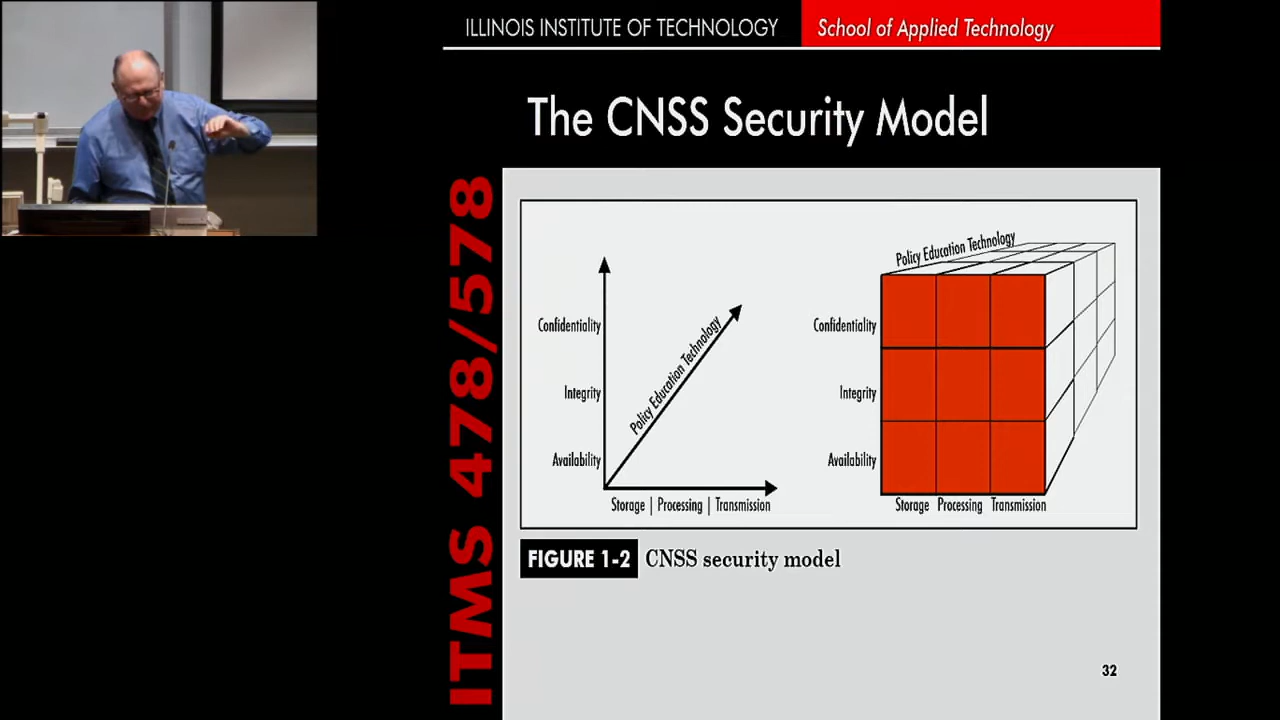 ILLINOIS INSTITUTE OF TECHNOLOGY
School of Applied Technology
The CNSS Security Model
ITMS 478/578
Confidentiality
Integrity
Availability
Policy Education Technology
Storage | Processing | Transmission
Policy Education Technology
Confidentiality
Integrity
Availability
Storage Processing Transmission
FIGURE 1-2 CNSS security model
32